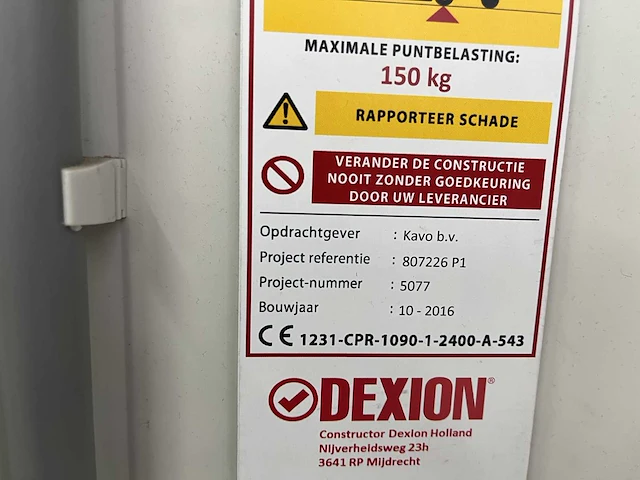 MAXIMALE PUNTBELASTING:
150 kg
RAPPORTEER SCHADE
VERANDER DE CONSTRUCTIE
NOOIT ZONDER GOEDKEURING
DOOR UW LEVERANCIER
Opdrachtgever : Kavo b.v.
Project referentie : 807226 P1
Project-nummer : 5077
Bouwjaar : 10 - 2016
CE 1231-CPR-1090-1-2400-A-543
DEXION®
Constructor Dexion Holland
Nijverheidsweg 23h
3641 RP Mijdrecht